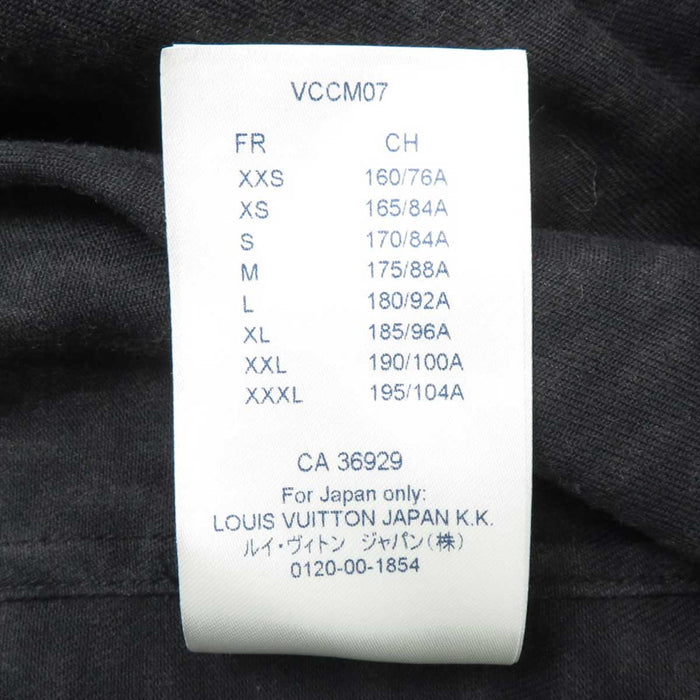 VCCM07
FR CH
XXS 160/76A
XS 165/84A
S 170/84A
M 175/88A
L 180/92A
XL 185/96A
XXL 190/100A
XXXL 195/104A
CA 36929
For Japan only:
LOUIS VUITTON JAPAN K.K.
ルイ・ヴィトン ジャパン(株)
0120-00-1854